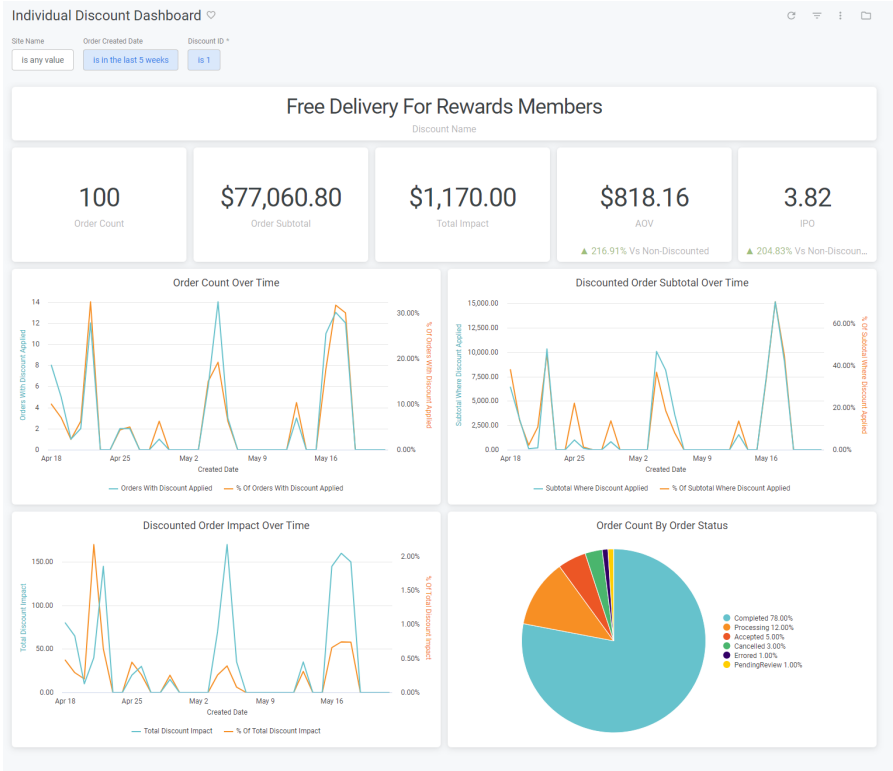 Individual Discount Dashboard
Site Name Order Created Date Discount ID *
is any value is in the last 5 weeks is 1
Free Delivery For Rewards Members
Discount Name
100 $77,060.80 $1,170.00 $818.16 3.82
Order Count Order Subtotal Total Impact AOV IPO
▲ 216.91% Vs Non-Discounted ▲ 204.83% Vs Non-Discoun...
Order Count Over Time
Orders With Discount Applied
14
12
10
8
6
4
2
0
30.00%
20.00%
10.00%
0.00%
% Of Orders With Discount Applied
Apr 18 Apr 25 May 2 May 9 May 16
Created Date
Orders With Discount Applied % Of Orders With Discount Applied
Discounted Order Subtotal Over Time
Subtotal Where Discount Applied
15,000.00
12,500.00
10,000.00
7,500.00
5,000.00
2,500.00
0.00
60.00%
40.00%
20.00%
0.00%
% Of Subtotal Where Discount Applied
Apr 18 Apr 25 May 2 May 9 May 16
Created Date
Subtotal Where Discount Applied % Of Subtotal Where Discount Applied
Discounted Order Impact Over Time
Total Discount Impact
150.00
100.00
50.00
0.00
2.00%
1.50%
1.00%
0.50%
0.00%
% Of Total Discount Impact
Apr 18 Apr 25 May 2 May 9 May 16
Created Date
Total Discount Impact % Of Total Discount Impact
Order Count By Order Status
Completed 78.00%
Processing 12.00%
Accepted 5.00%
Cancelled 3.00%
Errored 1.00%
PendingReview 1.00%